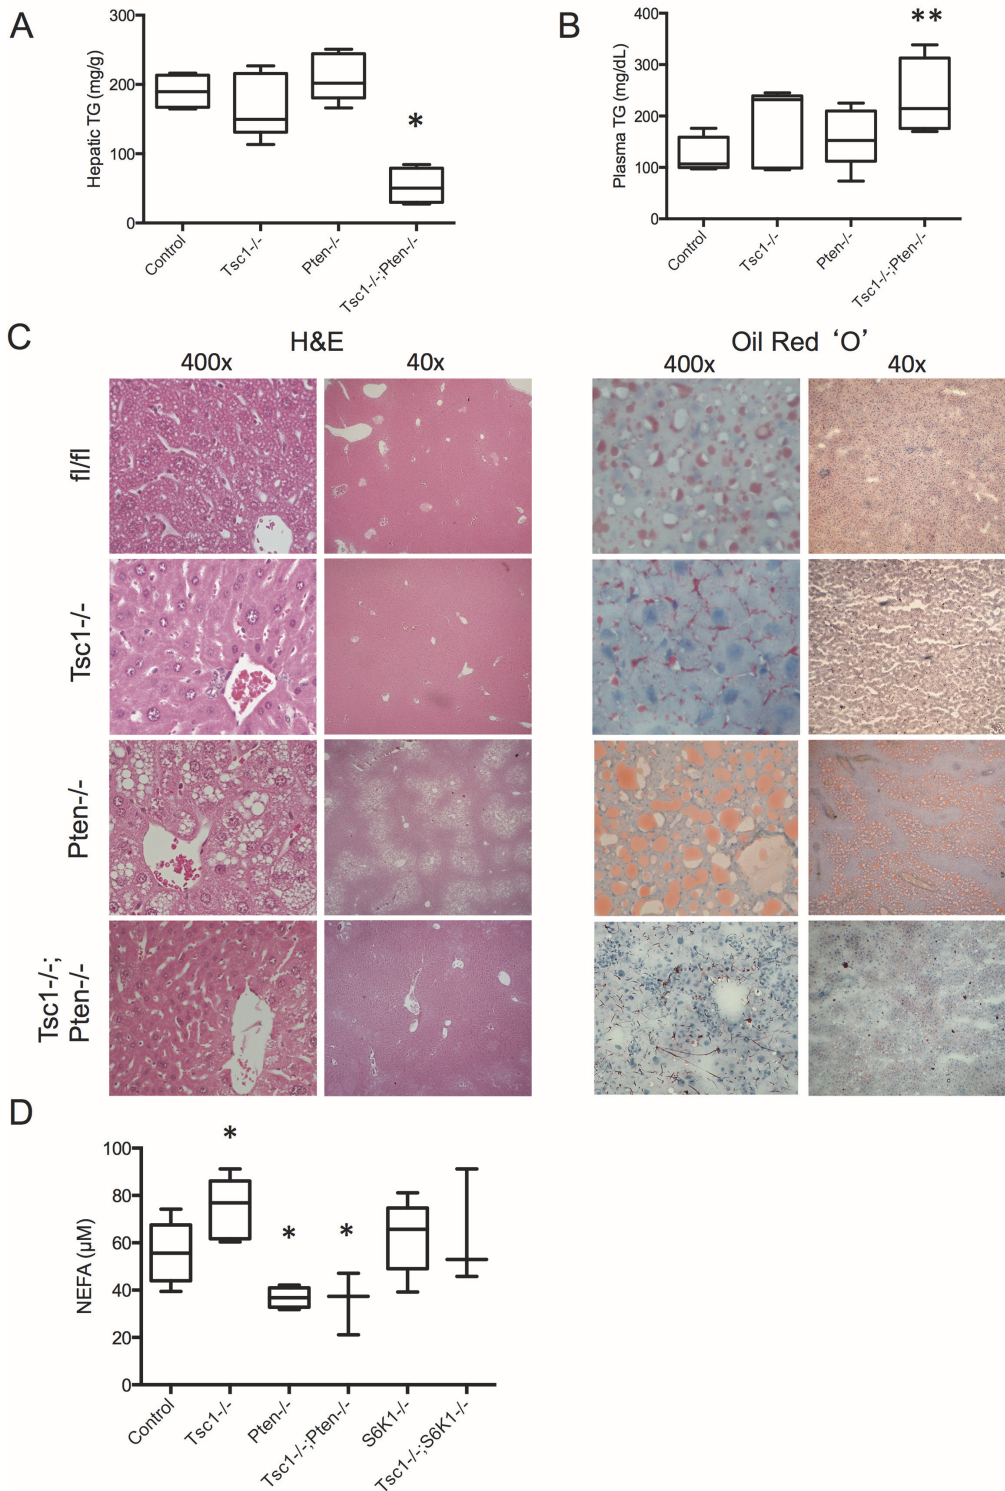 A
Hepatic TG (mg/g)
300
200
100
0
*
Control
Tsc1-/-
Pten-/-
Tsc1-/-;Pten-/-
B
Plasma TG (mg/dL)
400
300
200
100
0
**
Control
Tsc1-/-
Pten-/-
Tsc1-/-;Pten-/-
C
H&E
400x
40x
Oil Red ‘O’
400x
40x
fl/fl
Tsc1-/-
Pten-/-
Tsc1-/-;
Pten-/-
D
NEFA (µM)
100
80
60
40
20
0
*
*
*
Control
Tsc1-/-
Pten-/-
Tsc1-/-;Pten-/-
S6K1-/-
Tsc1-/-;S6K1-/-